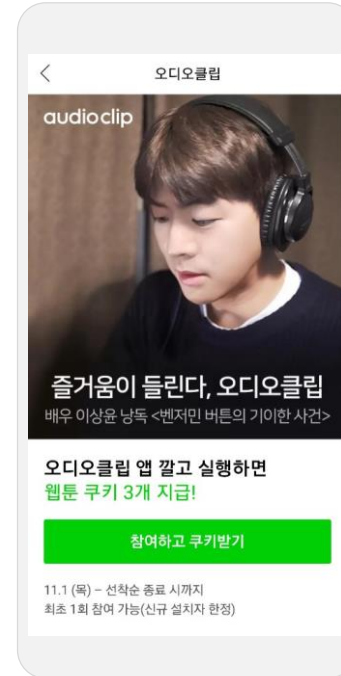 오디오클립
audioclip
즐거움이 들린다, 오디오클립
배우 이상윤 낭독 <벤저민 버튼의 기이한 사건>
오디오클립 앱 깔고 실행하면
웹툰 쿠키 3개 지급!
참여하고 쿠키받기
11.1 (목) – 선착순 종료 시까지
최초 1회 참여 가능(신규 설치자 한정)